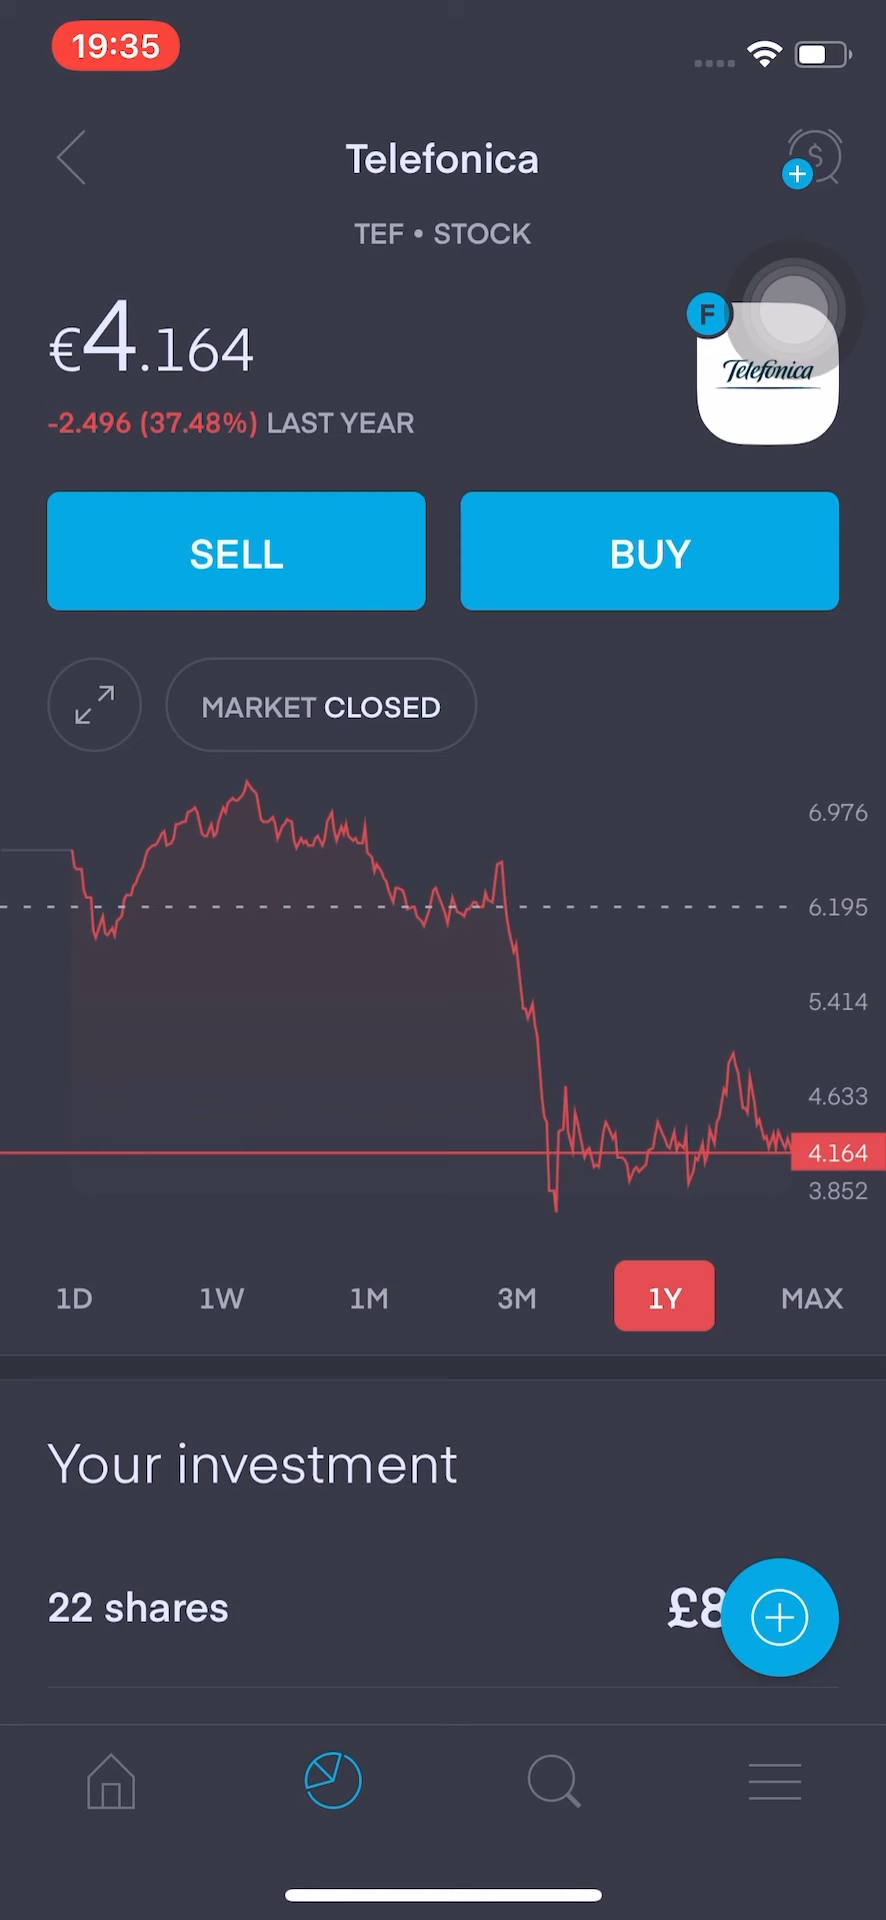 19:35
Telefonica
TEF • STOCK
€4.164
F
Telefónica
-2.496 (37.48%) LAST YEAR
SELL
BUY
MARKET CLOSED
6.976
6.195
5.414
4.633
4.164
3.852
1D
1W
1M
3M
1Y
MAX
Your investment
22 shares
£8